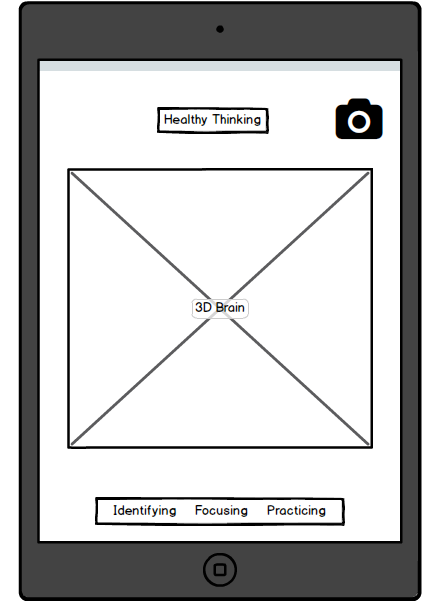 Healthy Thinking
3D Brain
Identifying Focusing Practicing